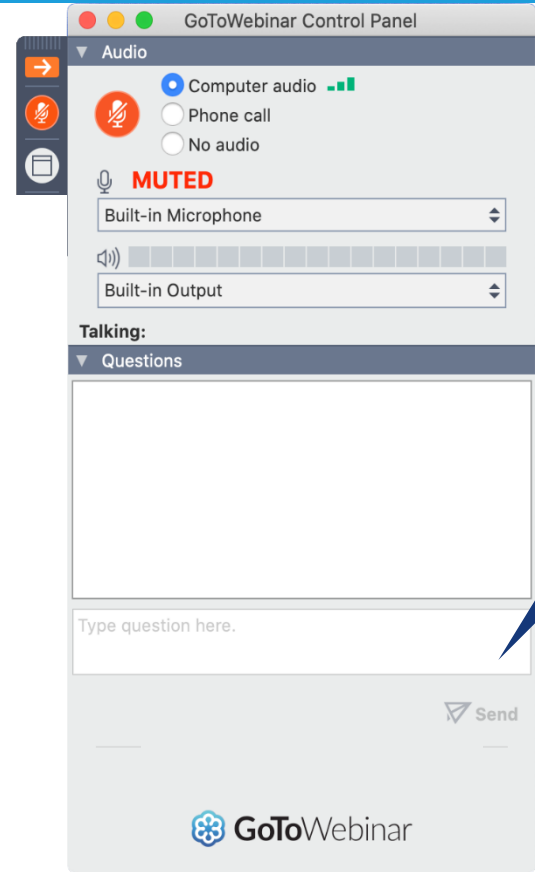 GoToWebinar Control Panel
Audio
Computer audio
Phone call
No audio
MUTED
Built-in Microphone
Built-in Output
Talking:
Questions
Type question here.
Send
GoToWebinar